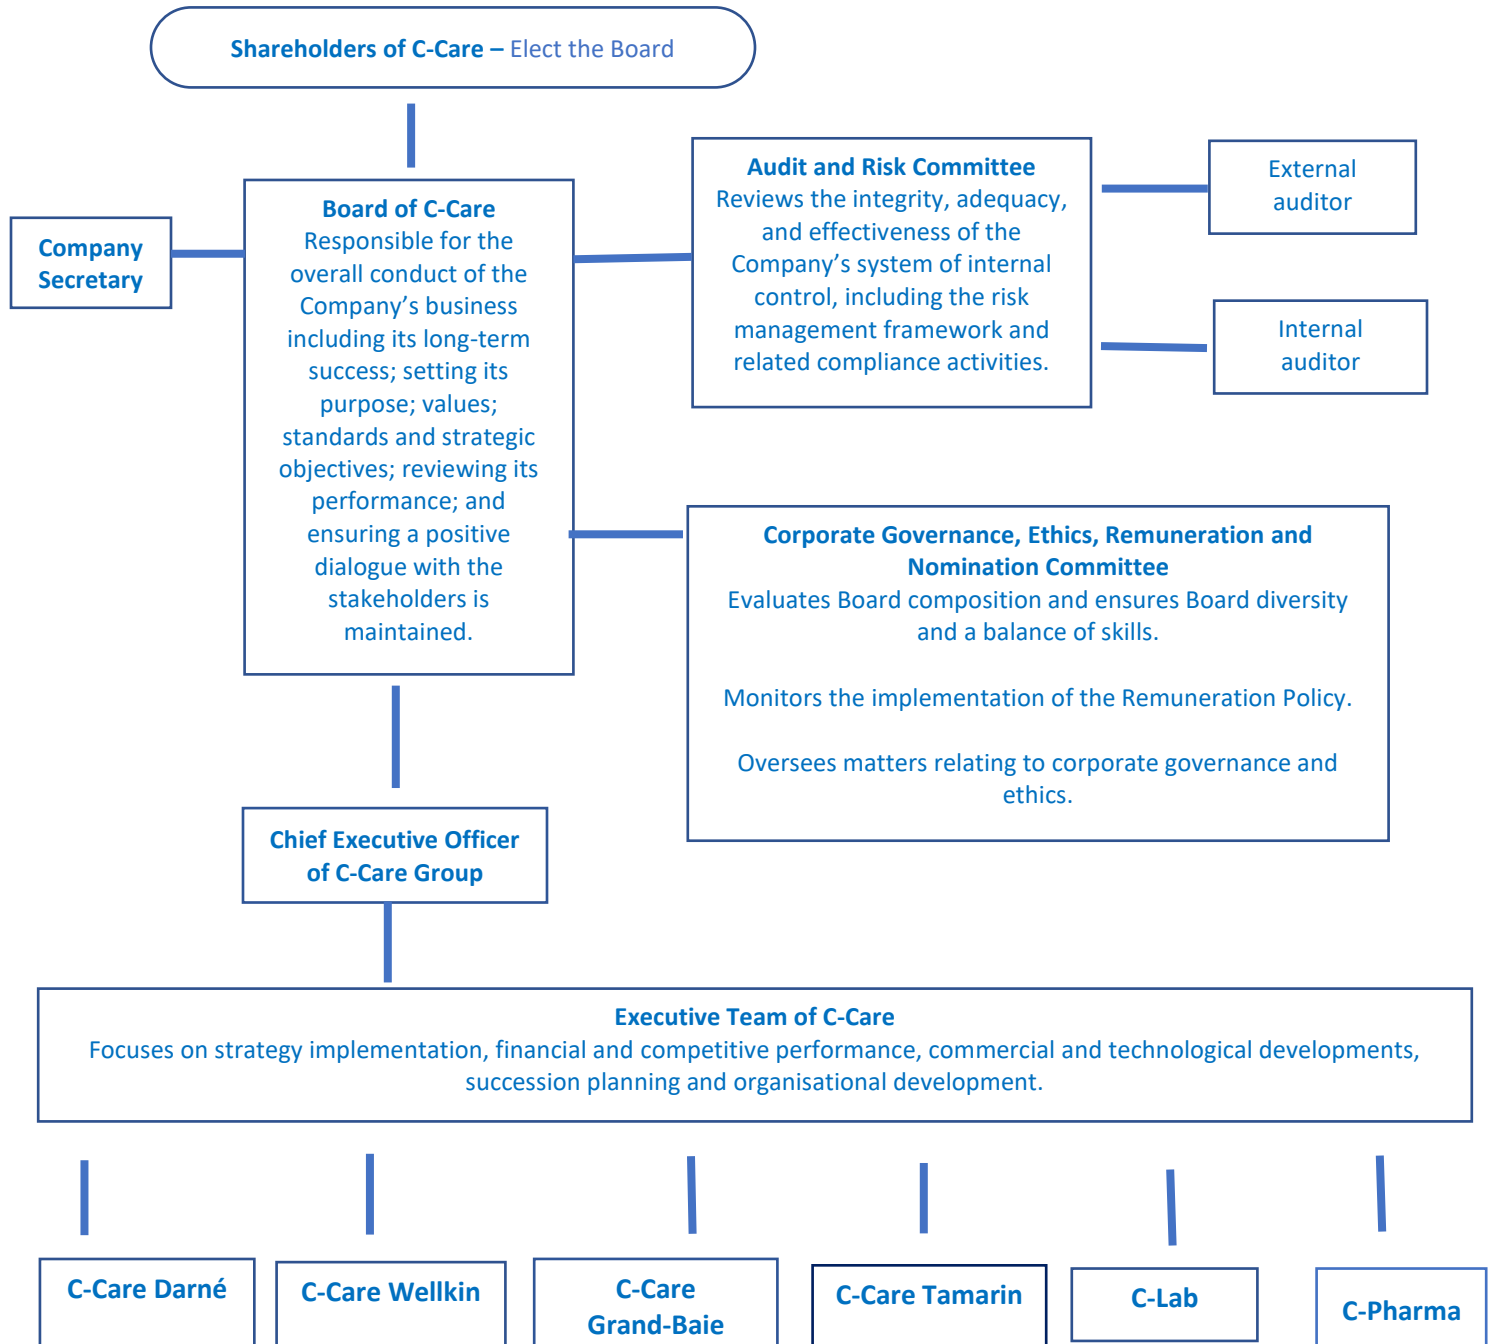 Shareholders of C-Care – Elect the Board
Company
Secretary
Board of C-Care
Responsible for the
overall conduct of the
Company’s business
including its long-term
success; setting its
purpose; values;
standards and strategic
objectives; reviewing its
performance; and
ensuring a positive
dialogue with the
stakeholders is
maintained.
Audit and Risk Committee
Reviews the integrity, adequacy,
and effectiveness of the
Company’s system of internal
control, including the risk
management framework and
related compliance activities.
External
auditor
Internal
auditor
Corporate Governance, Ethics, Remuneration and
Nomination Committee
Evaluates Board composition and ensures Board diversity
and a balance of skills.
Monitors the implementation of the Remuneration Policy.
Oversees matters relating to corporate governance and
ethics.
Chief Executive Officer
of C-Care Group
Executive Team of C-Care
Focuses on strategy implementation, financial and competitive performance, commercial and technological developments,
succession planning and organisational development.
C-Care Darné
C-Care Wellkin
C-Care
Grand-Baie
C-Care Tamarin
C-Lab
C-Pharma